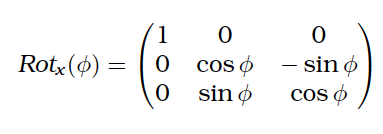 1 0 0
Rotₓ(ϕ) = 0 cos ϕ − sin ϕ
0 sin ϕ cos ϕ